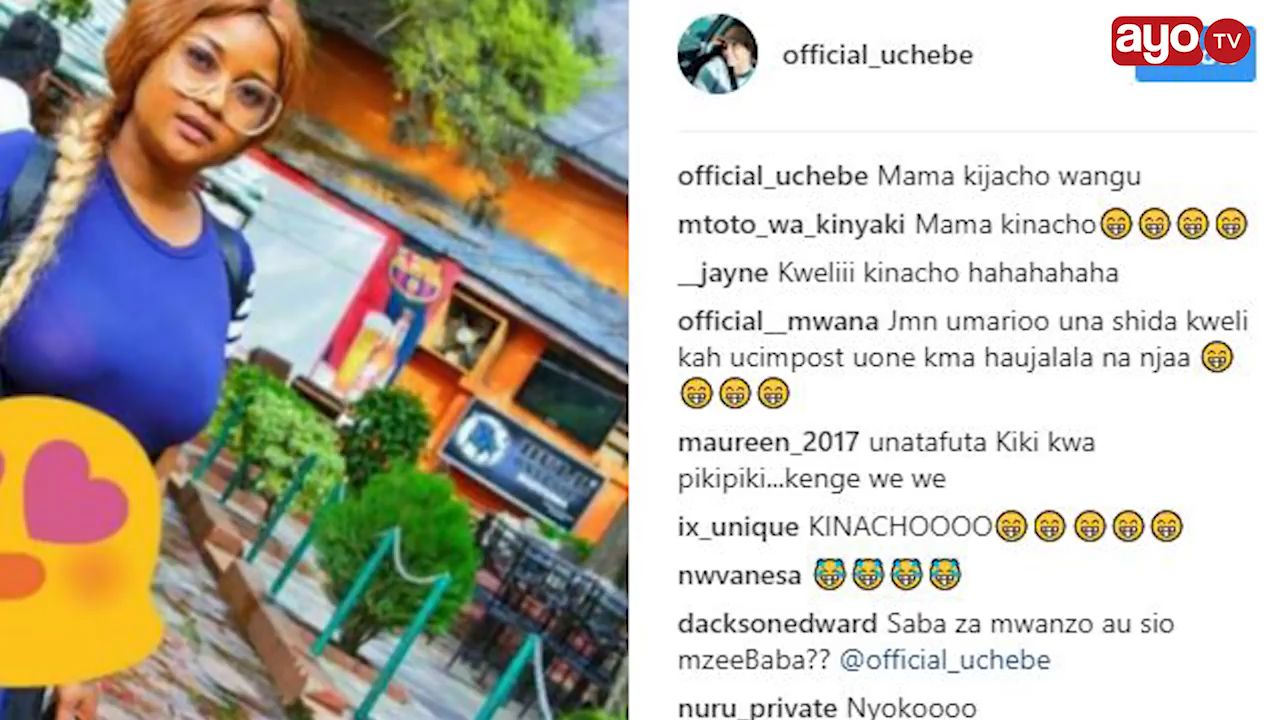 ayo TV
official_uchebe
official_uchebe Mama kijacho wangu
mtoto_wa_kinyaki Mama kinacho😁😁😁😁
__jayne Kweliii kinacho hahahahaha
official__mwana Jmn umarioo una shida kweli
kah ucimpost uone kma haujalala na njaa 😁
😁😁😁
maureen_2017 unatafuta Kiki kwa
pikipiki...kenge we we
ix_unique KINACHOOOO😁😁😁😁😁
nwvanesa 😹😹😹😹
dacksonedward Saba za mwanzo au sio
mzeeBaba?? @official_uchebe
nuru_private Nyokoooo